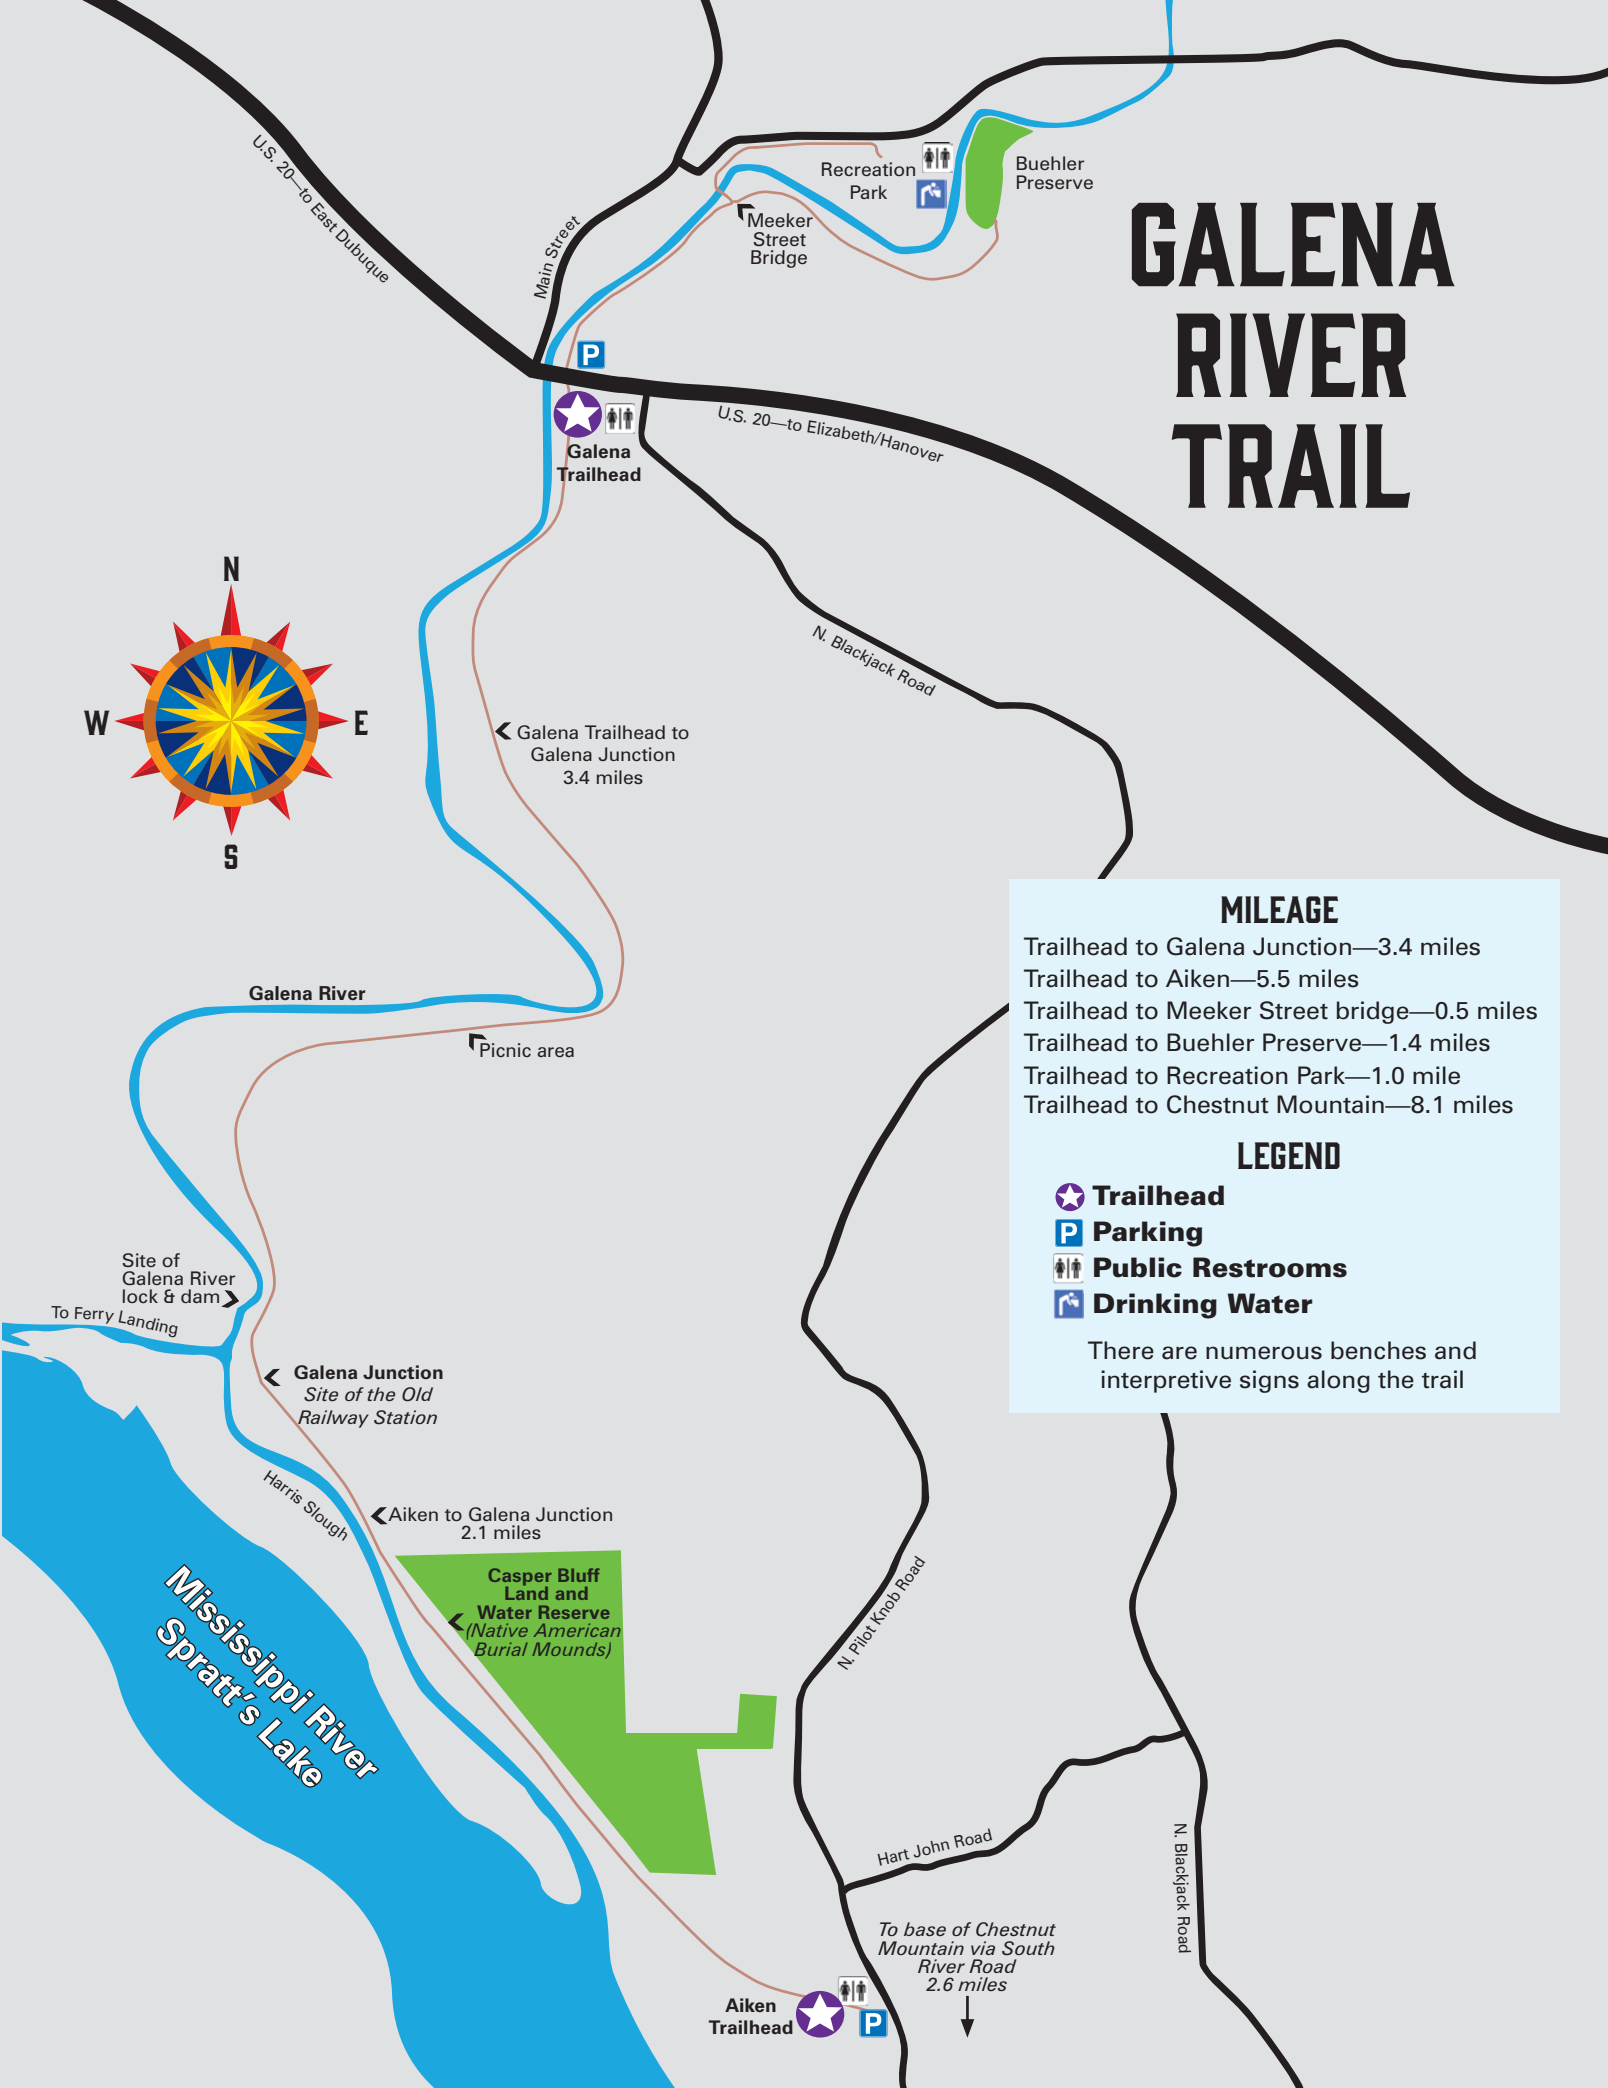 U.S. 20—to East Dubuque
Main Street
Recreation
Park
Buehler
Preserve
Meeker
Street
Bridge
GALENA
RIVER
TRAIL
P
U.S. 20—to Elizabeth/Hanover
Galena
Trailhead
N
W
E
S
N. Blackjack Road
Galena Trailhead to
Galena Junction
3.4 miles
MILEAGE
Trailhead to Galena Junction—3.4 miles
Trailhead to Aiken—5.5 miles
Trailhead to Meeker Street bridge—0.5 miles
Trailhead to Buehler Preserve—1.4 miles
Trailhead to Recreation Park—1.0 mile
Trailhead to Chestnut Mountain—8.1 miles
LEGEND
Trailhead
P Parking
Public Restrooms
Drinking Water
There are numerous benches and
interpretive signs along the trail
Galena River
Picnic area
Site of
Galena River
lock & dam
To Ferry Landing
Galena Junction
Site of the Old
Railway Station
Harris Slough
Aiken to Galena Junction
2.1 miles
Casper Bluff
Land and
Water Reserve
(Native American
Burial Mounds)
Mississippi River
Spratt's Lake
N. Pilot Knob Road
Hart John Road
N. Blackjack Road
To base of Chestnut
Mountain via South
River Road
2.6 miles
Aiken
Trailhead
P